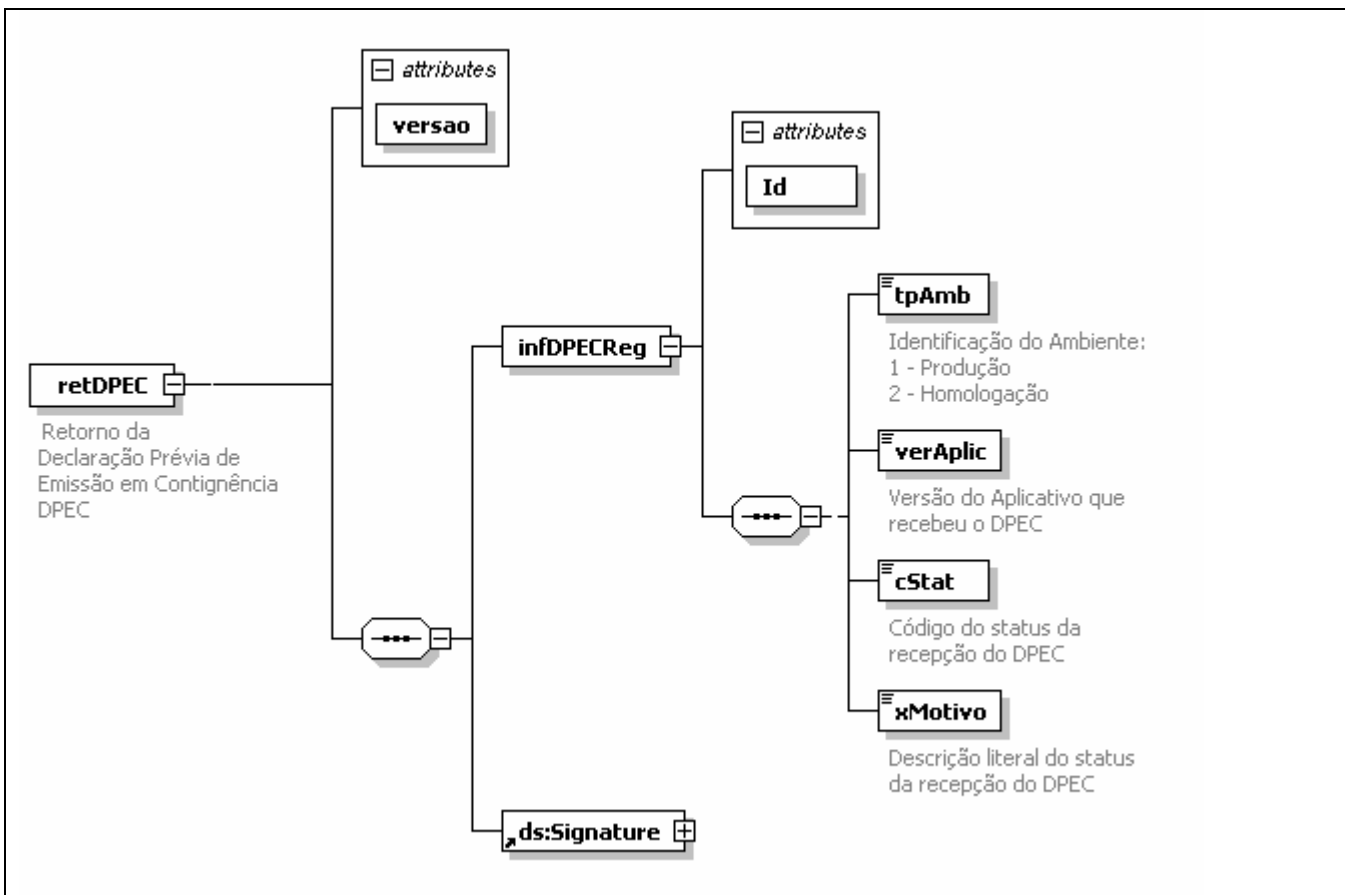 attributes
versao
attributes
Id
tpAmb
Identificação do Ambiente:
1 - Produção
2 - Homologação
infDPECReg
retDPEC
Retorno da
Declaração Prévia de
Emissão em Contignência
DPEC
verAplic
Versão do Aplicativo que
recebeu o DPEC
cStat
Código do status da
recepção do DPEC
xMotivo
Descrição literal do status
da recepção do DPEC
ds:Signature